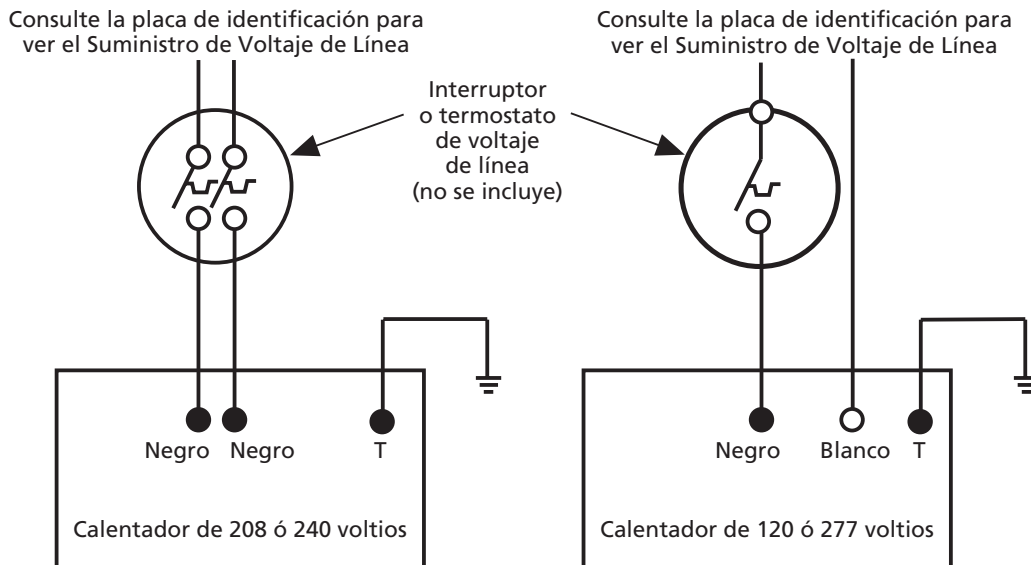 Consulte la placa de identificación para
ver el Suministro de Voltaje de Línea
Consulte la placa de identificación para
ver el Suministro de Voltaje de Línea
Interruptor
o termostato
de voltaje
de línea
(no se incluye)
Negro Negro T
Calentador de 208 ó 240 voltios
Negro Blanco T
Calentador de 120 ó 277 voltios